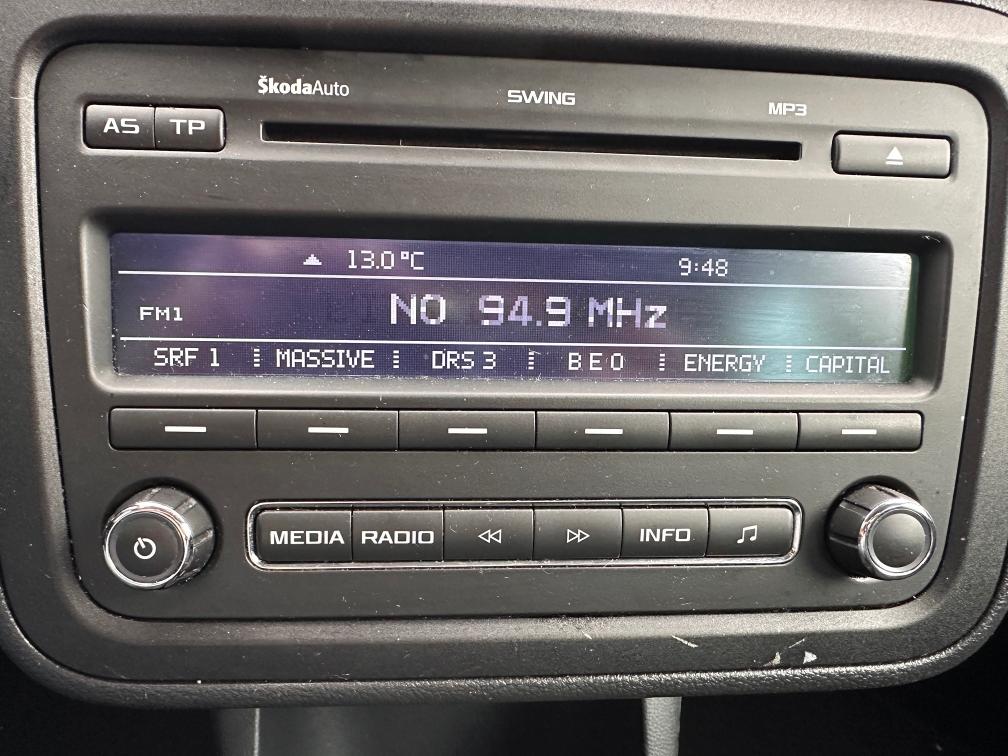 ŠkodaAuto
SWING
MP3
AS TP
13.0 °C 9:48
FM1 NO 94.9 MHz
SRF 1 MASSIVE DRS 3 B E 0 ENERGY CAPITAL
MEDIA RADIO INFO